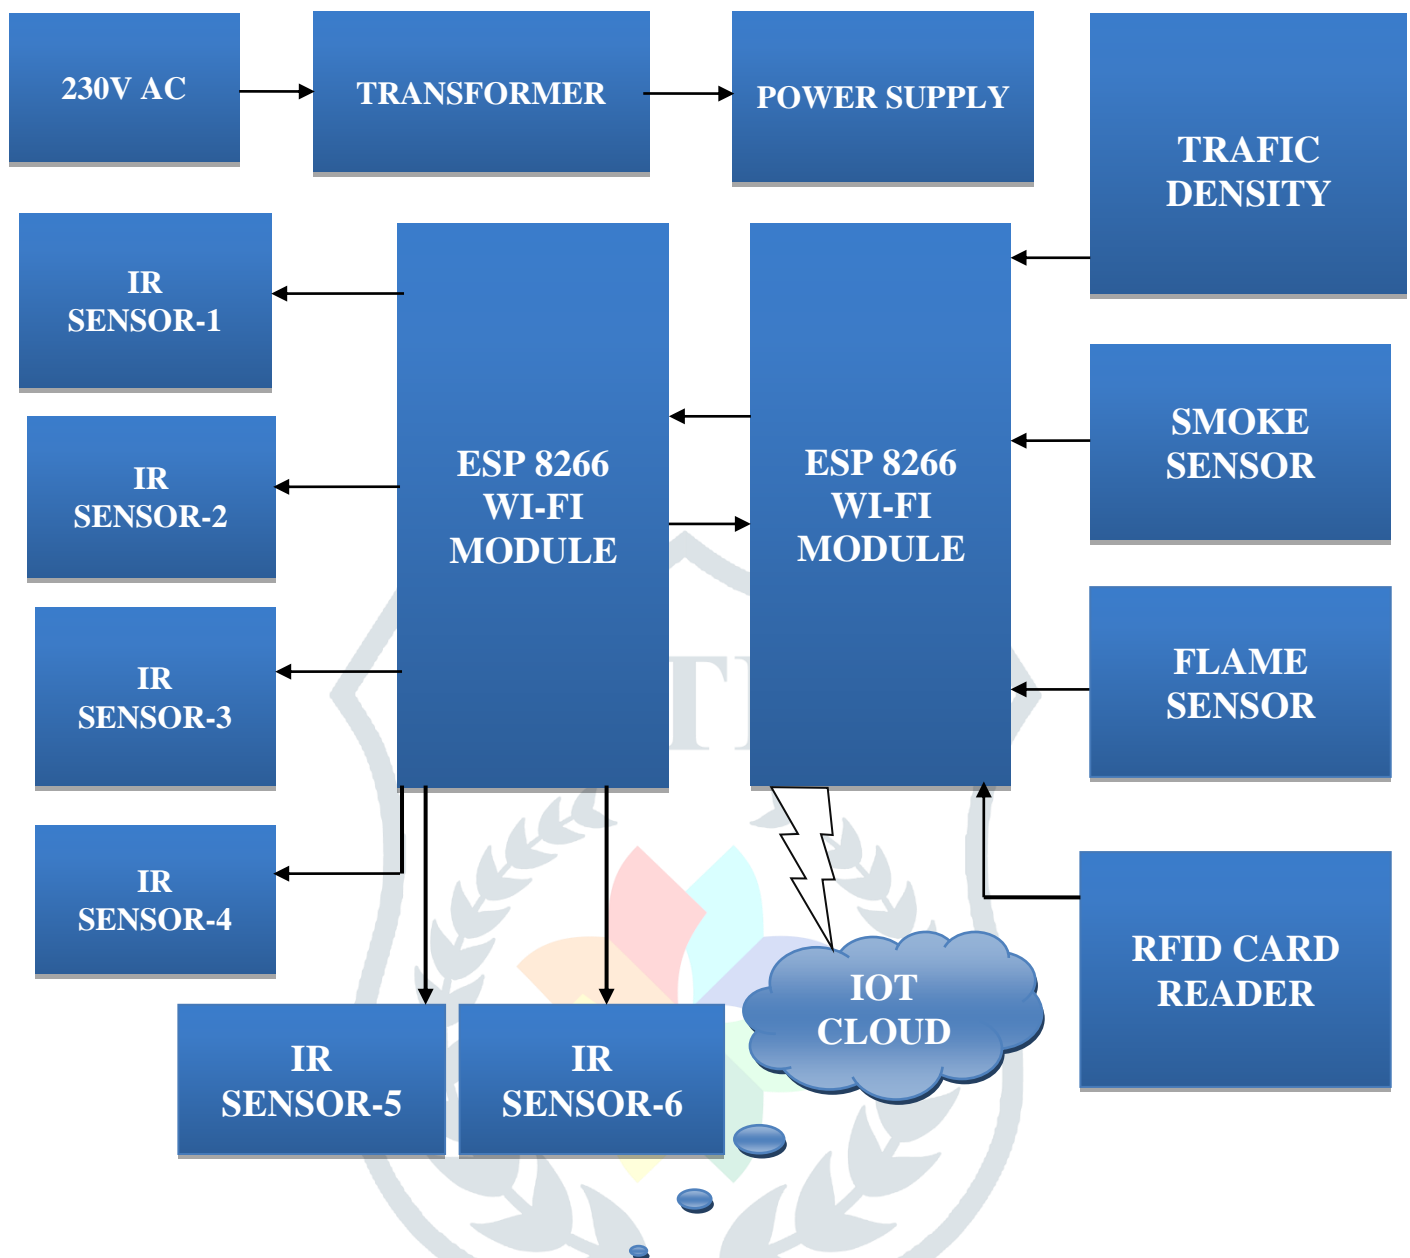 230V AC
TRANSFORMER
POWER SUPPLY
TRAFIC
DENSITY
IR
SENSOR-1
IR
SENSOR-2
IR
SENSOR-3
IR
SENSOR-4
ESP 8266
WI-FI
MODULE
ESP 8266
WI-FI
MODULE
SMOKE
SENSOR
FLAME
SENSOR
RFID CARD
READER
IOT
CLOUD
IR
SENSOR-5
IR
SENSOR-6